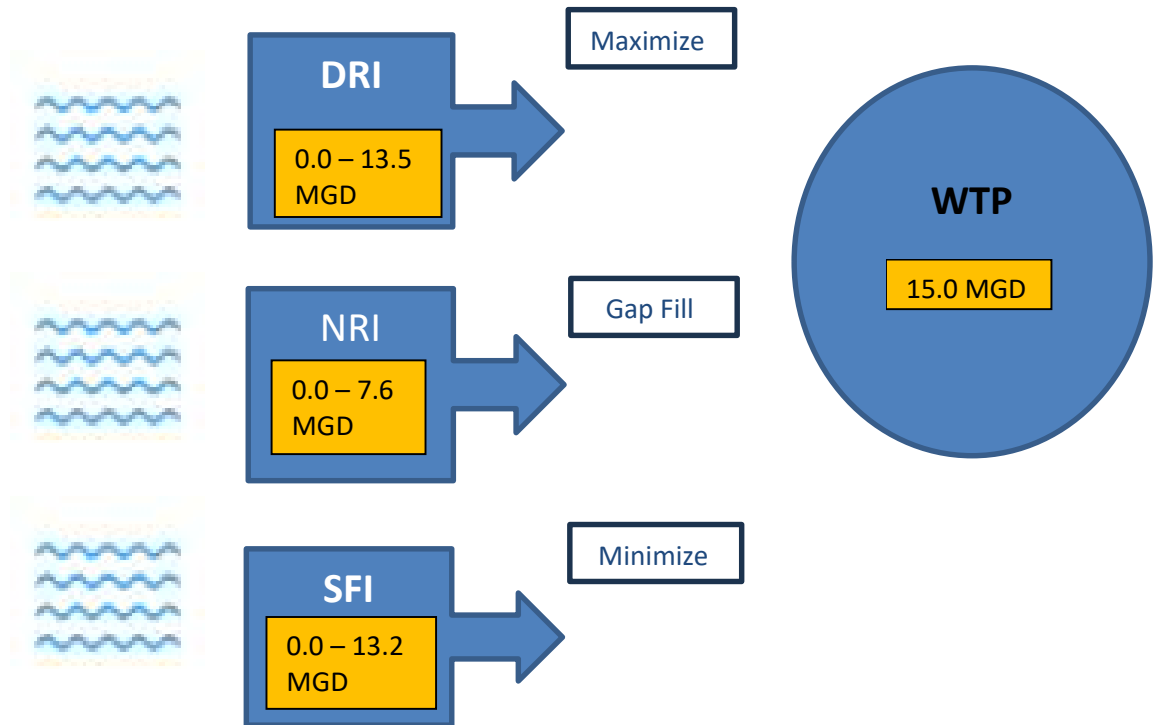 DRI
0.0 – 13.5
MGD
Maximize
NRI
0.0 – 7.6
MGD
Gap Fill
SFI
0.0 – 13.2
MGD
Minimize
WTP
15.0 MGD